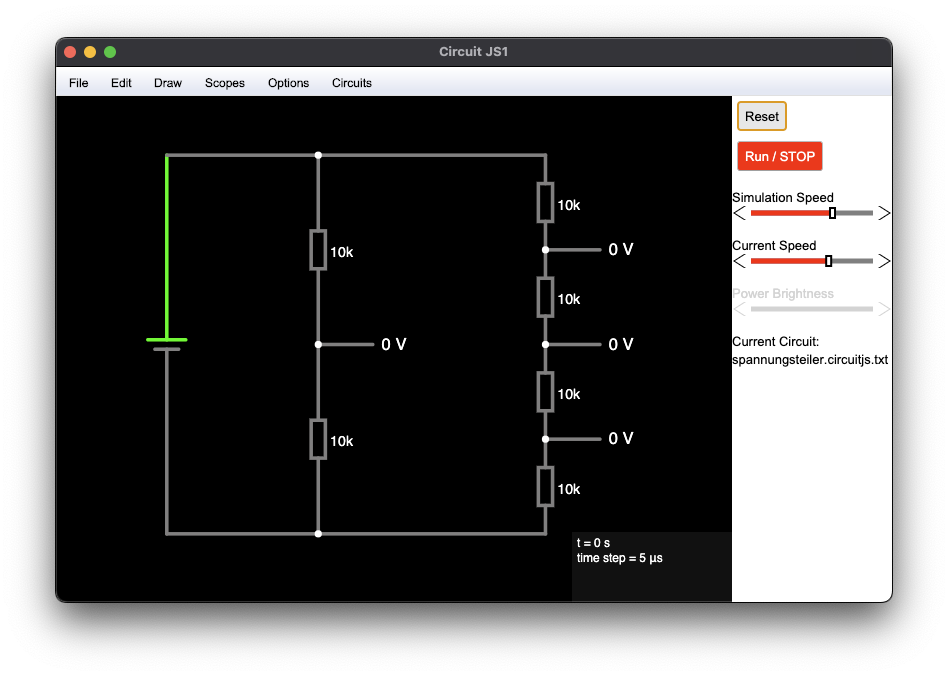 Circuit JS1
File Edit Draw Scopes Options Circuits
Reset
Run / STOP
Simulation Speed
Current Speed
Power Brightness
Current Circuit:
spannungsteiler.circuitjs.txt
10k
0 V
10k
10k
0 V
0 V
10k
0 V
10k
10k
t = 0 s
time step = 5 µs